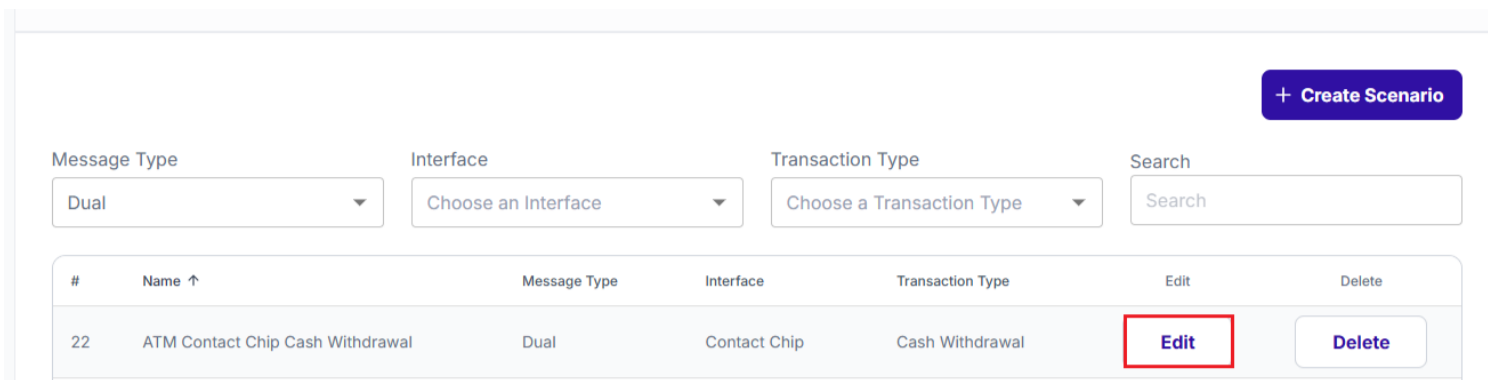 + Create Scenario
Message Type Interface Transaction Type Search
Dual Choose an Interface Choose a Transaction Type Search
# Name ↑ Message Type Interface Transaction Type Edit Delete
22 ATM Contact Chip Cash Withdrawal Dual Contact Chip Cash Withdrawal Edit Delete